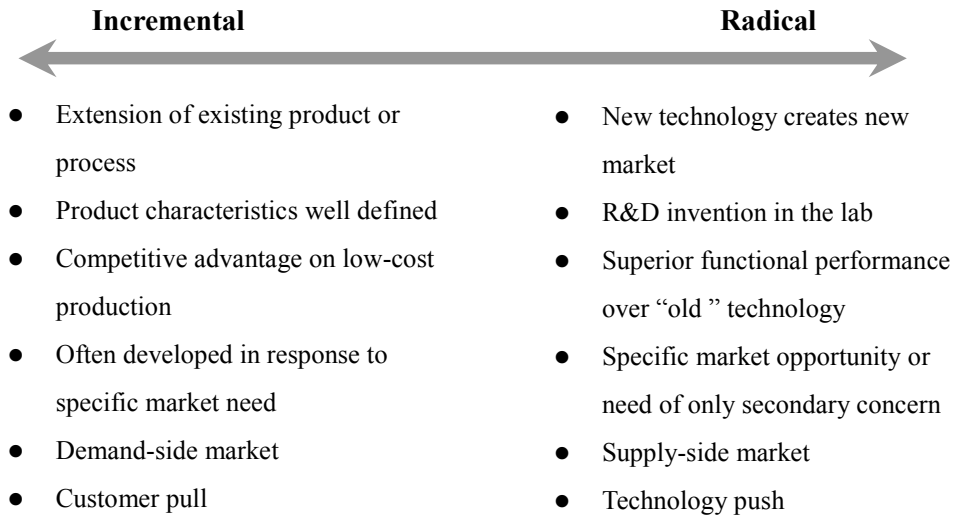 Incremental
Radical
● Extension of existing product or
process
● Product characteristics well defined
● Competitive advantage on low-cost
production
● Often developed in response to
specific market need
● Demand-side market
● Customer pull
● New technology creates new
market
● R&D invention in the lab
● Superior functional performance
over “old ” technology
● Specific market opportunity or
need of only secondary concern
● Supply-side market
● Technology push